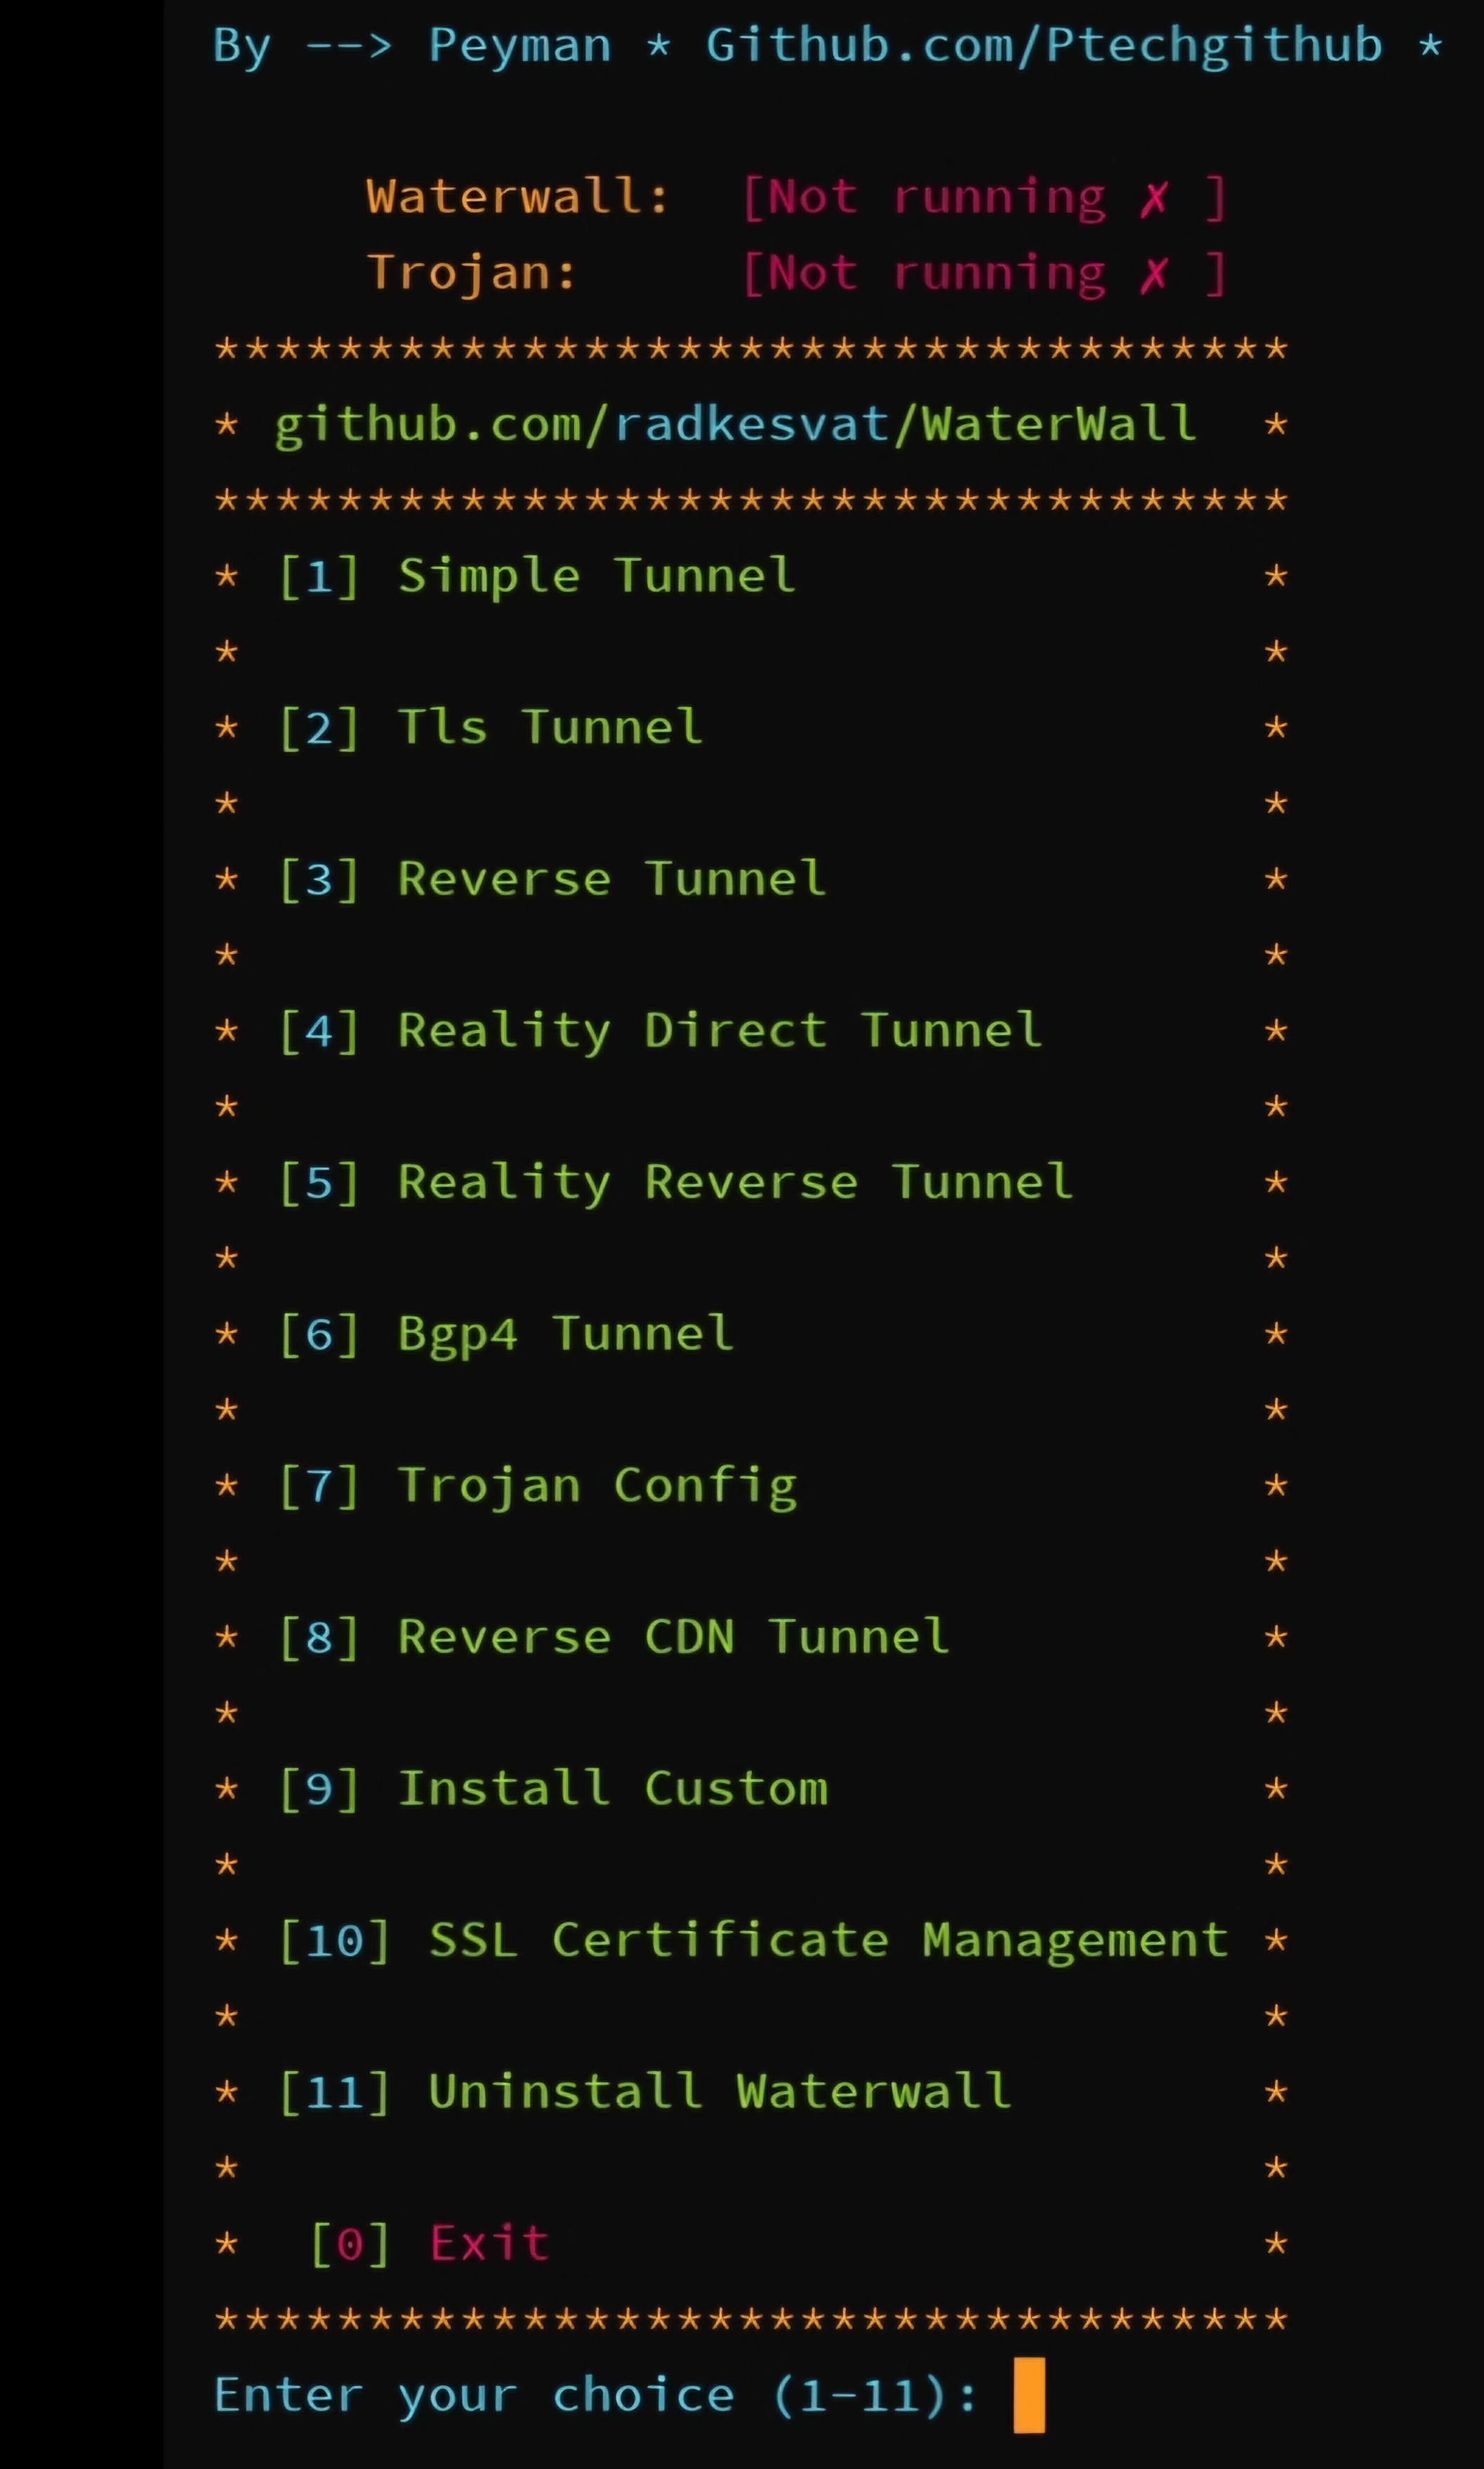 By --> Peyman * Github.com/Ptechgithub *
Waterwall: [Not running ✗ ]
Trojan: [Not running ✗ ]
***********************************
* github.com/radkesvat/WaterWall *
***********************************
* [1] Simple Tunnel *
* *
* [2] Tls Tunnel *
* *
* [3] Reverse Tunnel *
* *
* [4] Reality Direct Tunnel *
* *
* [5] Reality Reverse Tunnel *
* *
* [6] Bgp4 Tunnel *
* *
* [7] Trojan Config *
* *
* [8] Reverse CDN Tunnel *
* *
* [9] Install Custom *
* *
* [10] SSL Certificate Management *
* *
* [11] Uninstall Waterwall *
* *
* [0] Exit *
***********************************
Enter your choice (1-11):